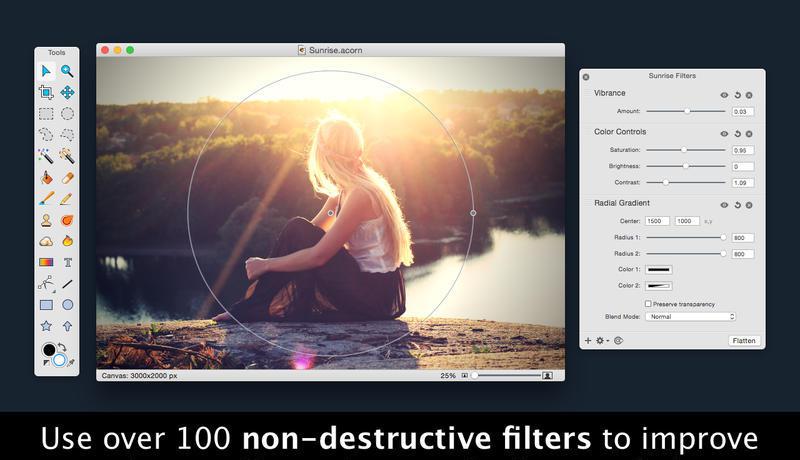 Tools
Sunrise.acorn
Canvas: 3000x2000 px
25%
Sunrise Filters
Vibrance
Amount:
0.03
Color Controls
Saturation:
0.95
Brightness:
0
Contrast:
1.09
Radial Gradient
Center:
1500
1000
x,y
Radius 1:
800
Radius 2:
800
Color 1:
Color 2:
Preserve transparency
Blend Mode:
Normal
Flatten
Use over 100 non-destructive filters to improve